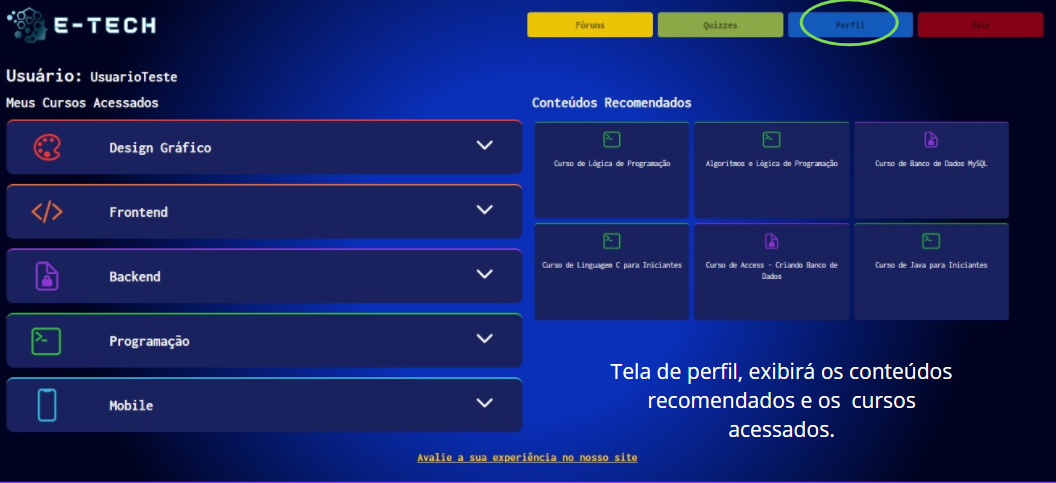 E-TECH
Fóruns
Quizzes
Perfil
Sair
Usuário: UsuarioTeste
Meus Cursos Acessados
Conteúdos Recomendados
Design Gráfico
Frontend
Backend
Programação
Mobile
Curso de Lógica de Programação
Algoritmos e Lógica de Programação
Curso de Banco de Dados MySQL
Curso de Linguagem C para Iniciantes
Curso de Access - Criando Banco de
Dados
Curso de Java para Iniciantes
Tela de perfil, exibirá os conteúdos
recomendados e os cursos
acessados.
Avalie a sua experiência no nosso site